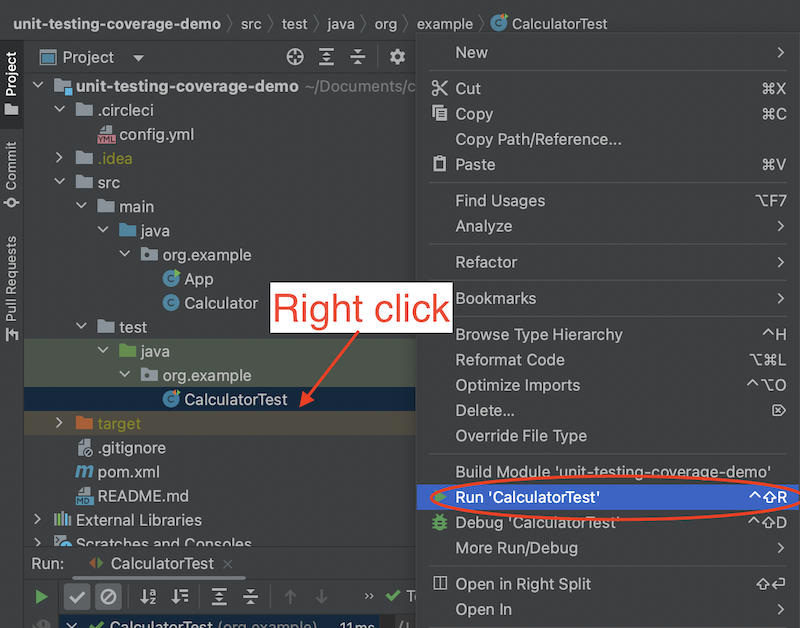 unit-testing-coverage-demo src test java org example CalculatorTest
Project
Commit
Pull Requests
Project
unit-testing-coverage-demo ~/Documents/c
.circleci
config.yml
.idea
src
main
java
org.example
App
Calculator
test
java
org.example
CalculatorTest
target
.gitignore
pom.xml
README.md
External Libraries
Scratches and Consoles
Right click
New
Cut ⌘X
Copy ⌘C
Copy Path/Reference...
Paste ⌘V
Find Usages ⌥F7
Analyze
Refactor
Bookmarks
Browse Type Hierarchy ^H
Reformat Code ⌥⌘L
Optimize Imports ^⌥O
Delete... ⌦
Override File Type
Build Module 'unit-testing-coverage-demo'
Run 'CalculatorTest' ^⇧R
Debug 'CalculatorTest' ^⇧D
More Run/Debug
Open in Right Split ⇧⏎
Open In
Run: CalculatorTest
CalculatorTest (org.example) 11ms